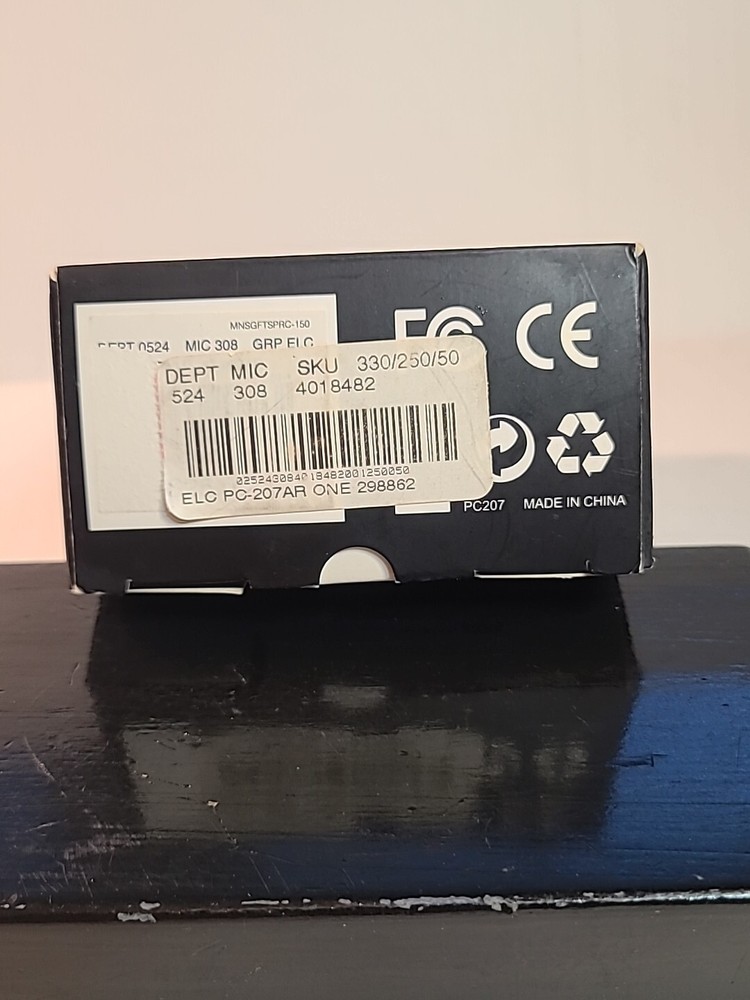 MNSGFTSPRC-150
DEPT 0524 MIC 308 GRP ELC
DEPT MIC SKU 330/250/50
524 308 4018482
ELC PC-207AR ONE 298862
FC CE
PC207 MADE IN CHINA